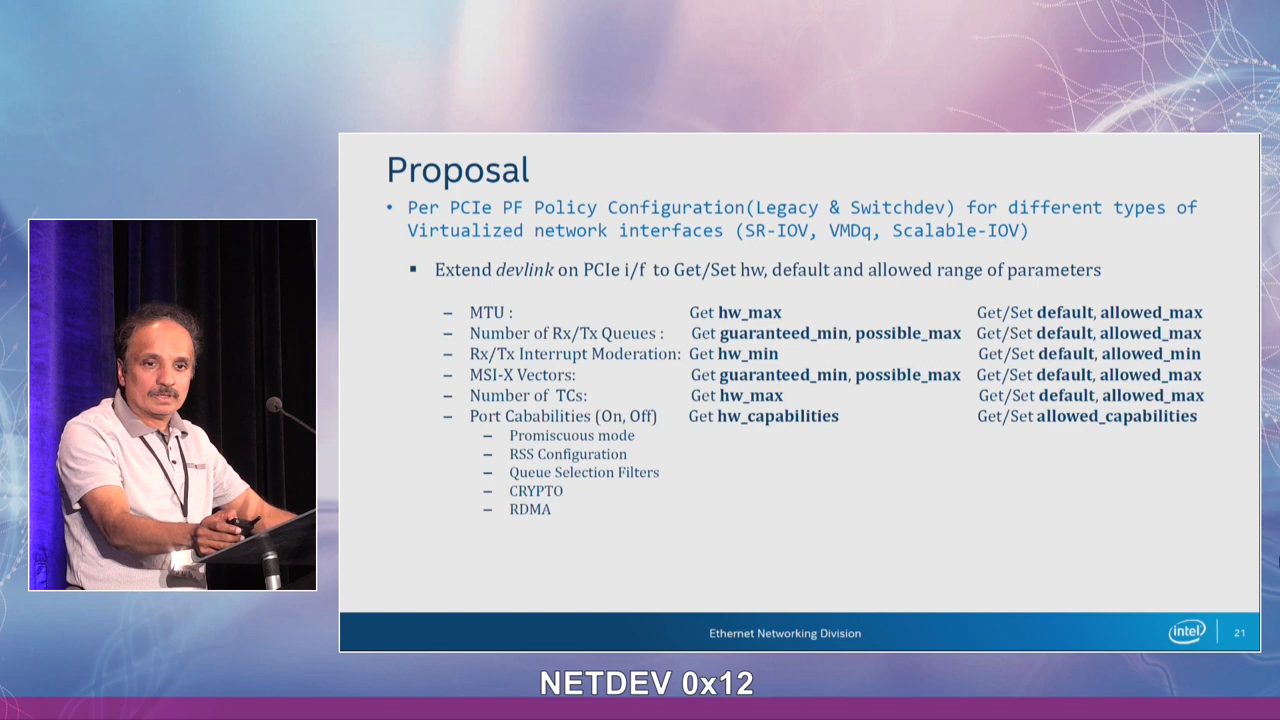 Proposal
• Per PCIe PF Policy Configuration(Legacy & Switchdev) for different types of
Virtualized network interfaces (SR-IOV, VMDq, Scalable-IOV)
▪ Extend devlink on PCIe i/f to Get/Set hw, default and allowed range of parameters
– MTU : Get hw_max Get/Set default, allowed_max
– Number of Rx/Tx Queues : Get guaranteed_min, possible_max Get/Set default, allowed_max
– Rx/Tx Interrupt Moderation: Get hw_min Get/Set default, allowed_min
– MSI-X Vectors: Get guaranteed_min, possible_max Get/Set default, allowed_max
– Number of TCs: Get hw_max Get/Set default, allowed_max
– Port Cababilities (On, Off) Get hw_capabilities Get/Set allowed_capabilities
– Promiscuous mode
– RSS Configuration
– Queue Selection Filters
– CRYPTO
– RDMA
Ethernet Networking Division
intel
21
NETDEV 0x12